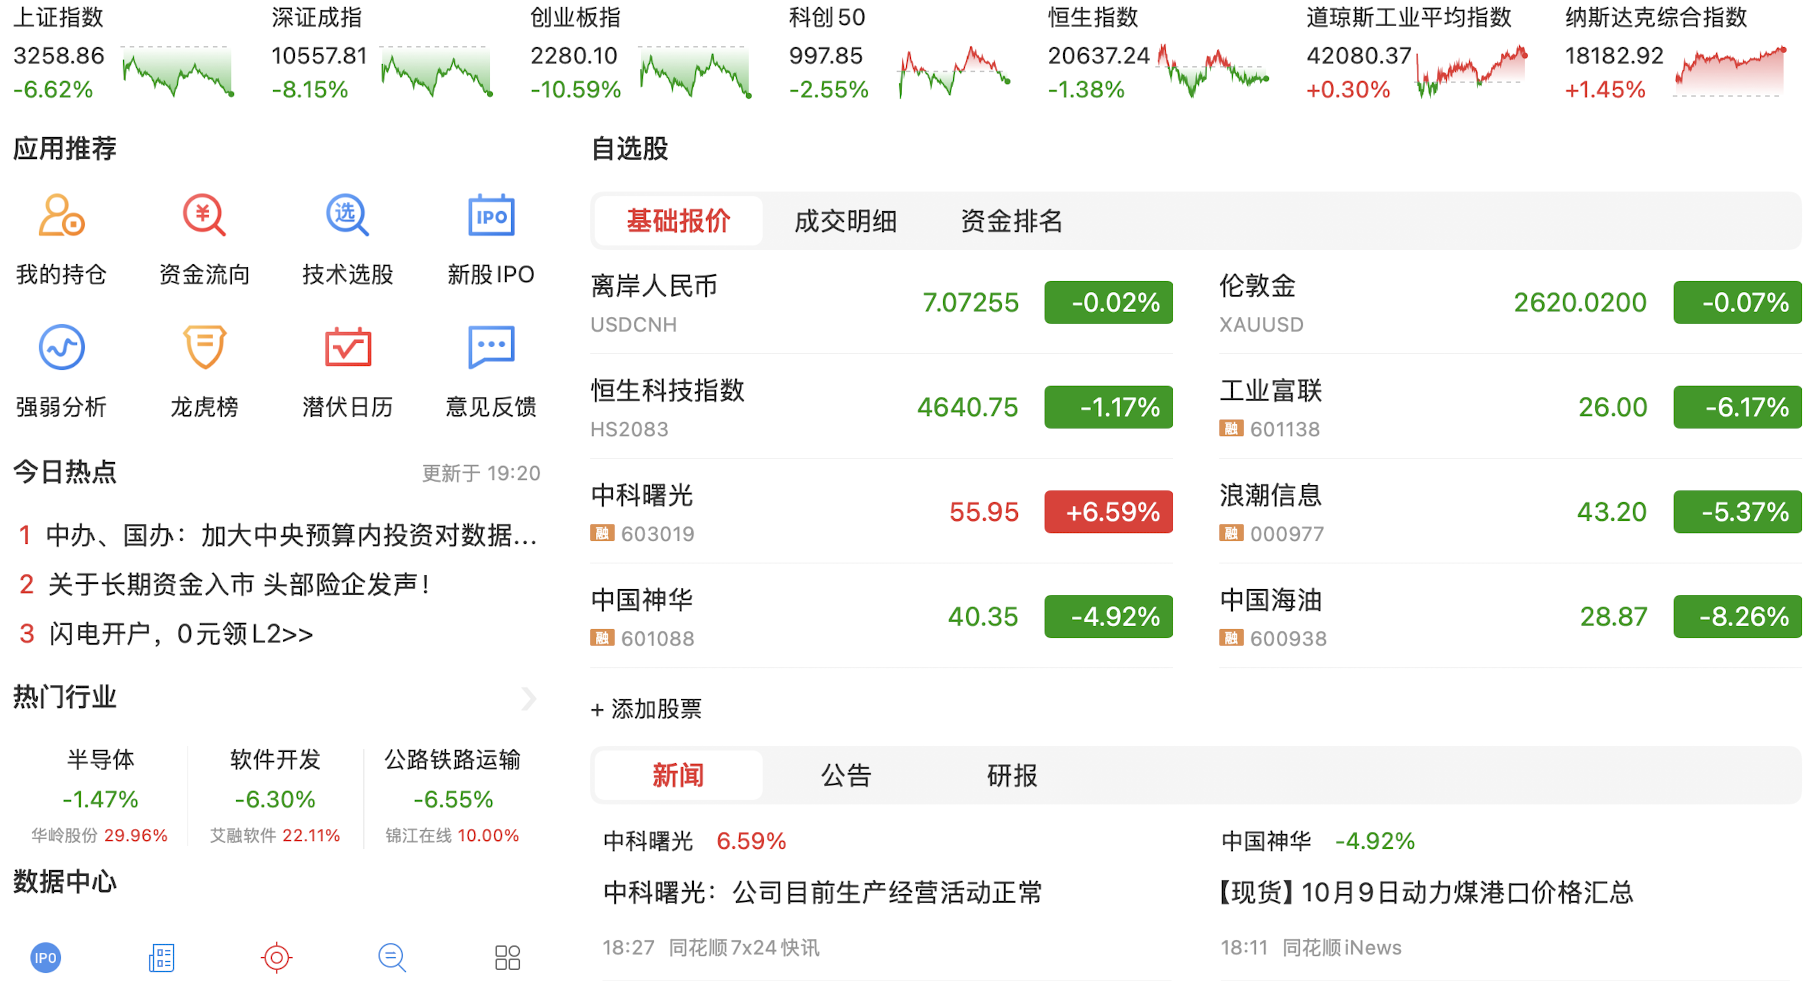 上证指数
3258.86
-6.62%
深证成指
10557.81
-8.15%
创业板指
2280.10
-10.59%
科创50
997.85
-2.55%
恒生指数
20637.24
-1.38%
道琼斯工业平均指数
42080.37
+0.30%
纳斯达克综合指数
18182.92
+1.45%
应用推荐
选
IPO
我的持仓
资金流向
技术选股
新股IPO
强弱分析
龙虎榜
潜伏日历
意见反馈
今日热点
更新于 19:20
1 中办、国办：加大中央预算内投资对数据...
2 关于长期资金入市 头部险企发声！
3 闪电开户，0元领L2>>
热门行业
半导体
-1.47%
华岭股份 29.96%
软件开发
-6.30%
艾融软件 22.11%
公路铁路运输
-6.55%
锦江在线 10.00%
数据中心
IPO
自选股
基础报价
成交明细
资金排名
离岸人民币
USDCNH
7.07255
-0.02%
伦敦金
XAUUSD
2620.0200
-0.07%
恒生科技指数
HS2083
4640.75
-1.17%
工业富联
融 601138
26.00
-6.17%
中科曙光
融 603019
55.95
+6.59%
浪潮信息
融 000977
43.20
-5.37%
中国神华
融 601088
40.35
-4.92%
中国海油
融 600938
28.87
-8.26%
+ 添加股票
新闻
公告
研报
中科曙光 6.59%
中科曙光：公司目前生产经营活动正常
18:27 同花顺7x24快讯
中国神华 -4.92%
【现货】10月9日动力煤港口价格汇总
18:11 同花顺iNews